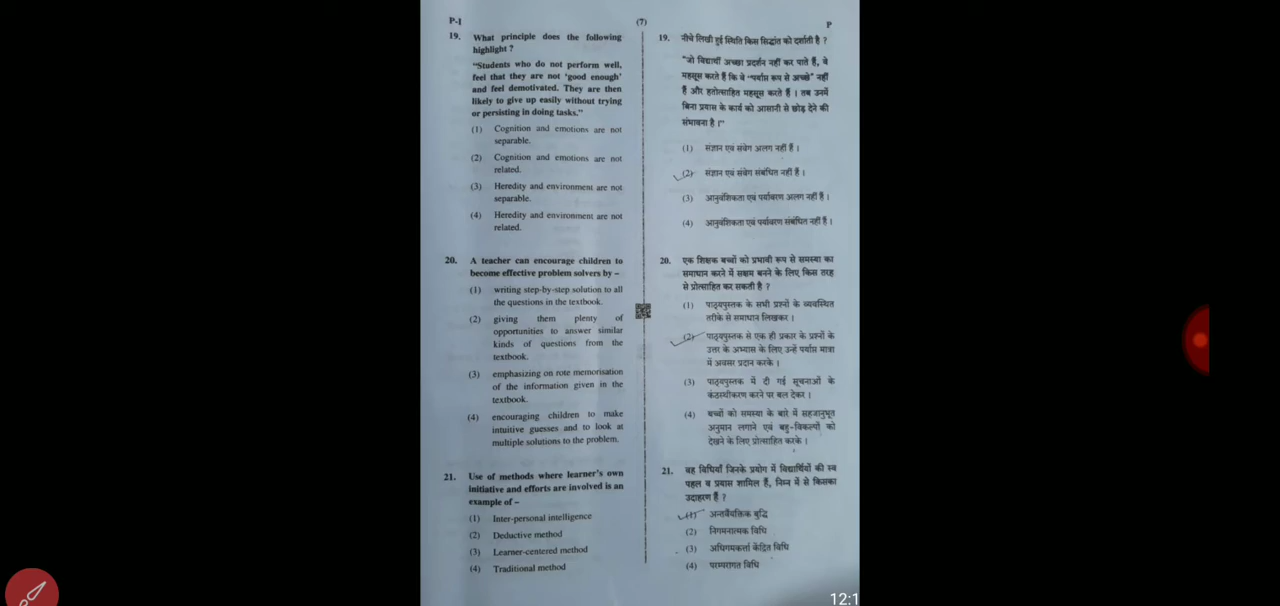 P-I
(7)
P
19. What principle does the following
highlight ?
"Students who do not perform well,
feel that they are not 'good enough'
and feel demotivated. They are then
likely to give up easily without trying
or persisting in doing tasks."
(1) Cognition and emotions are not
separable.
(2) Cognition and emotions are not
related.
(3) Heredity and environment are not
separable.
(4) Heredity and environment are not
related.
20. A teacher can encourage children to
become effective problem solvers by –
(1) writing step-by-step solution to all
the questions in the textbook.
(2) giving them plenty of
opportunities to answer similar
kinds of questions from the
textbook.
(3) emphasizing on rote memorisation
of the information given in the
textbook.
(4) encouraging children to make
intuitive guesses and to look at
multiple solutions to the problem.
21. Use of methods where learner's own
initiative and efforts are involved is an
example of –
(1) Inter-personal intelligence
(2) Deductive method
(3) Learner-centered method
(4) Traditional method
19. नीचे लिखी हुई स्थिति किस सिद्धांत को दर्शाती है ?
"जो विद्यार्थी अच्छा प्रदर्शन नहीं कर पाते हैं, वे
महसूस करते हैं कि वे "पर्याप्त रूप से अच्छे" नहीं
हैं और हतोत्साहित महसूस करते हैं । तब उनमें
बिना प्रयास के कार्य को आसानी से छोड़ देने की
संभावना है ।"
(1) संज्ञान एवं संवेग अलग नहीं हैं ।
(2) संज्ञान एवं संवेग संबंधित नहीं हैं ।
(3) आनुवंशिकता एवं पर्यावरण अलग नहीं हैं ।
(4) आनुवंशिकता एवं पर्यावरण संबंधित नहीं हैं ।
20. एक शिक्षक बच्चों को प्रभावी रूप से समस्या का
समाधान करने में सक्षम बनने के लिए किस तरह
से प्रोत्साहित कर सकती है ?
(1) पाठ्यपुस्तक के सभी प्रश्नों के व्यवस्थित
तरीके से समाधान लिखकर ।
(2) पाठ्यपुस्तक से एक ही प्रकार के प्रश्नों के
उत्तर के अभ्यास के लिए उन्हें पर्याप्त मात्रा
में अवसर प्रदान करके ।
(3) पाठ्यपुस्तक में दी गई सूचनाओं के
कंठस्थीकरण करने पर बल देकर ।
(4) बच्चों को समस्या के बारे में सहजानुभूत
अनुमान लगाने एवं बहु-विकल्पों को
देखने के लिए प्रोत्साहित करके ।
21. वह विधियाँ जिनके प्रयोग में विद्यार्थियों की स्व
पहल व प्रयास शामिल हैं, निम्न में से किसका
उदाहरण हैं ?
(1) अन्तर्वैयक्तिक बुद्धि
(2) निगमनात्मक विधि
(3) अधिगमकर्ता केंद्रित विधि
(4) परम्परागत विधि
12:1